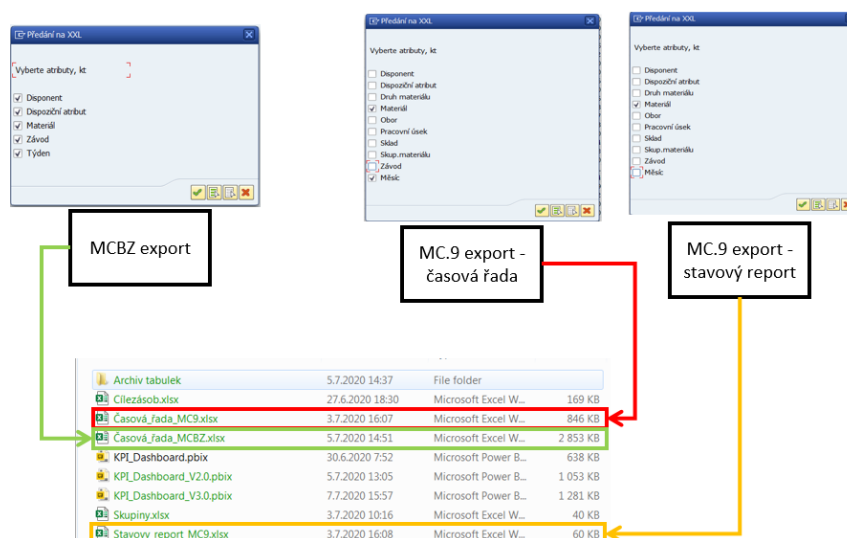 Předání na XXL
Vyberte atributy, kt
Disponent
Dispoziční atribut
Materiál
Závod
Týden
Předání na XXL
Vyberte atributy, kt
Disponent
Dispoziční atribut
Druh materiálu
Materiál
Obor
Pracovní úsek
Sklad
Skup.materiálu
Závod
Měsíc
Předání na XXL
Vyberte atributy, kt
Disponent
Dispoziční atribut
Druh materiálu
Materiál
Obor
Pracovní úsek
Sklad
Skup.materiálu
Závod
Měsíc
MCBZ export
MC.9 export -
časová řada
MC.9 export -
stavový report
Archiv tabulek 5.7.2020 14:37 File folder
Cílezásob.xlsx 27.6.2020 18:30 Microsoft Excel W... 169 KB
Časová_řada_MC9.xlsx 3.7.2020 16:07 Microsoft Excel W... 846 KB
Časová_řada_MCBZ.xlsx 5.7.2020 14:51 Microsoft Excel W... 2 853 KB
KPI_Dashboard.pbix 30.6.2020 7:52 Microsoft Power B... 638 KB
KPI_Dashboard_V2.0.pbix 5.7.2020 13:05 Microsoft Power B... 1 053 KB
KPI_Dashboard_V3.0.pbix 7.7.2020 15:57 Microsoft Power B... 1 281 KB
Skupiny.xlsx 3.7.2020 10:16 Microsoft Excel W... 40 KB
Stavovy_report_MC9.xlsx 3.7.2020 16:08 Microsoft Excel W... 60 KB